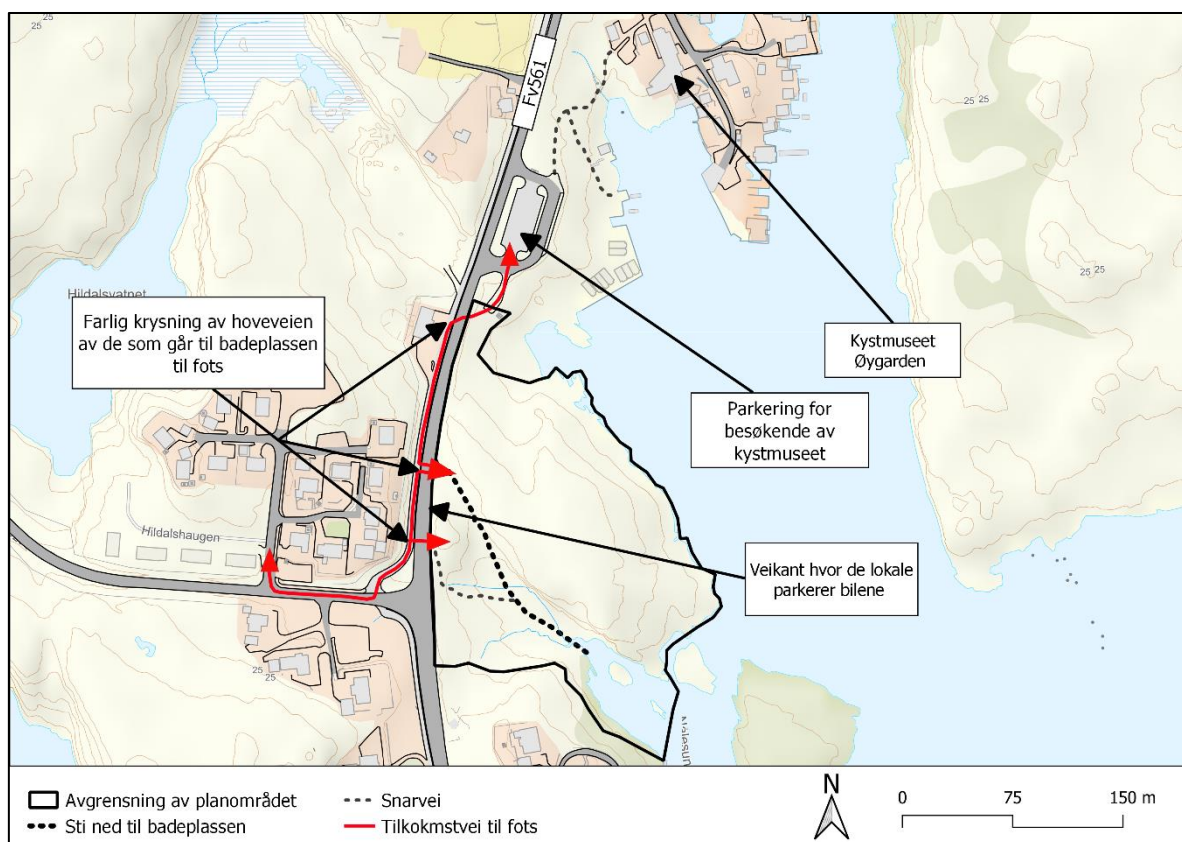 25 25
Fv561
25 25
Hildalsvatnet
Farlig krysning av hoveveien
av de som går til badeplassen
til fots
Kystmuseet
Øygarden
Parkering for
besøkende av
kystmuseet
Hildalshaugen
Veikant hvor de lokale
parkerer bilene
25 25
Avgrensning av planområdet
Sti ned til badeplassen
Snarvei
Tilkokmstvei til fots
N
0 75 150 m